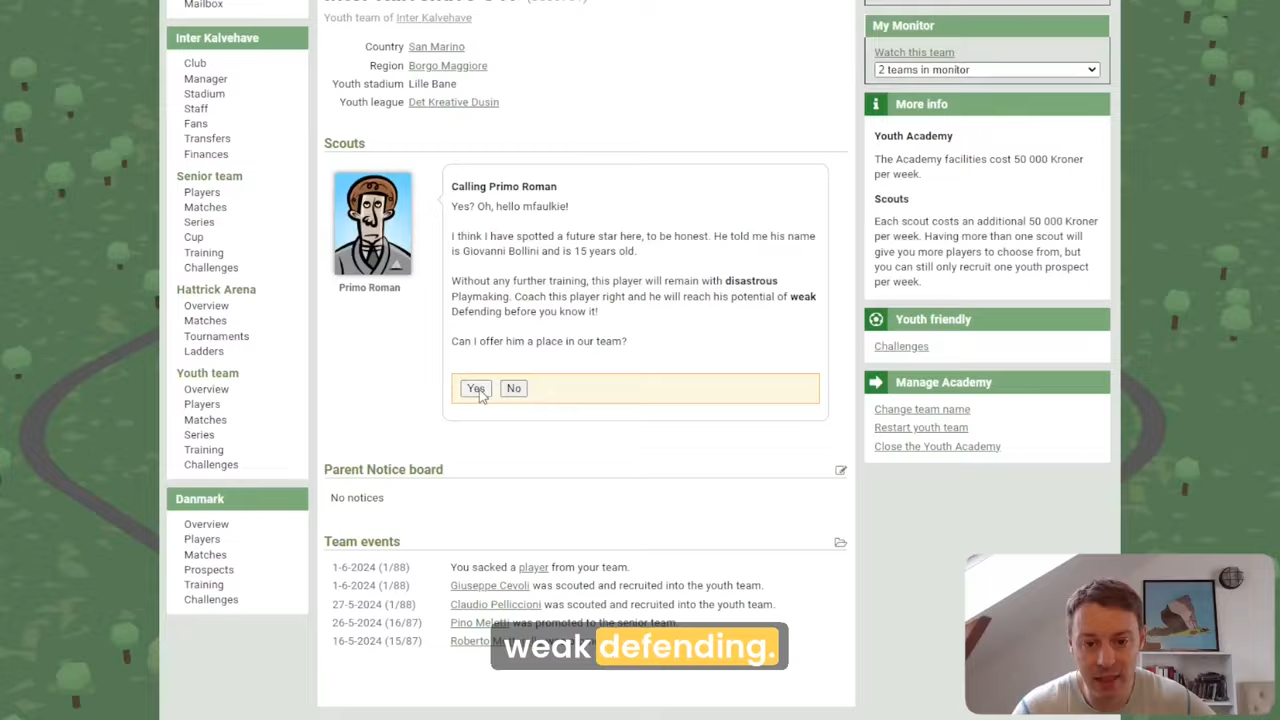 Mailbox
Inter Kalvehave
Club
Manager
Stadium
Staff
Fans
Transfers
Finances
Senior team
Players
Matches
Series
Cup
Training
Challenges
Hattrick Arena
Overview
Matches
Tournaments
Ladders
Youth team
Overview
Players
Matches
Series
Training
Challenges
Danmark
Overview
Players
Matches
Prospects
Training
Challenges
Youth team of Inter Kalvehave
Country San Marino
Region Borgo Maggiore
Youth stadium Lille Bane
Youth league Det Kreative Dusin
Scouts
Primo Roman
Calling Primo Roman
Yes? Oh, hello mfaulkie!
I think I have spotted a future star here, to be honest. He told me his name
is Giovanni Bollini and is 15 years old.
Without any further training, this player will remain with disastrous
Playmaking. Coach this player right and he will reach his potential of weak
Defending before you know it!
Can I offer him a place in our team?
Yes No
Parent Notice board
No notices
Team events
1-6-2024 (1/88) You sacked a player from your team.
1-6-2024 (1/88) Giuseppe Cevoli was scouted and recruited into the youth team.
27-5-2024 (1/88) Claudio Pelliccioni was scouted and recruited into the youth team.
26-5-2024 (16/87) Pino Meletti was promoted to the senior team.
16-5-2024 (15/87) Roberto
weak defending.
My Monitor
Watch this team
2 teams in monitor
More info
Youth Academy
The Academy facilities cost 50 000 Kroner
per week.
Scouts
Each scout costs an additional 50 000 Kroner
per week. Having more than one scout will
give you more players to choose from, but
you can still only recruit one youth prospect
per week.
Youth friendly
Challenges
Manage Academy
Change team name
Restart youth team
Close the Youth Academy